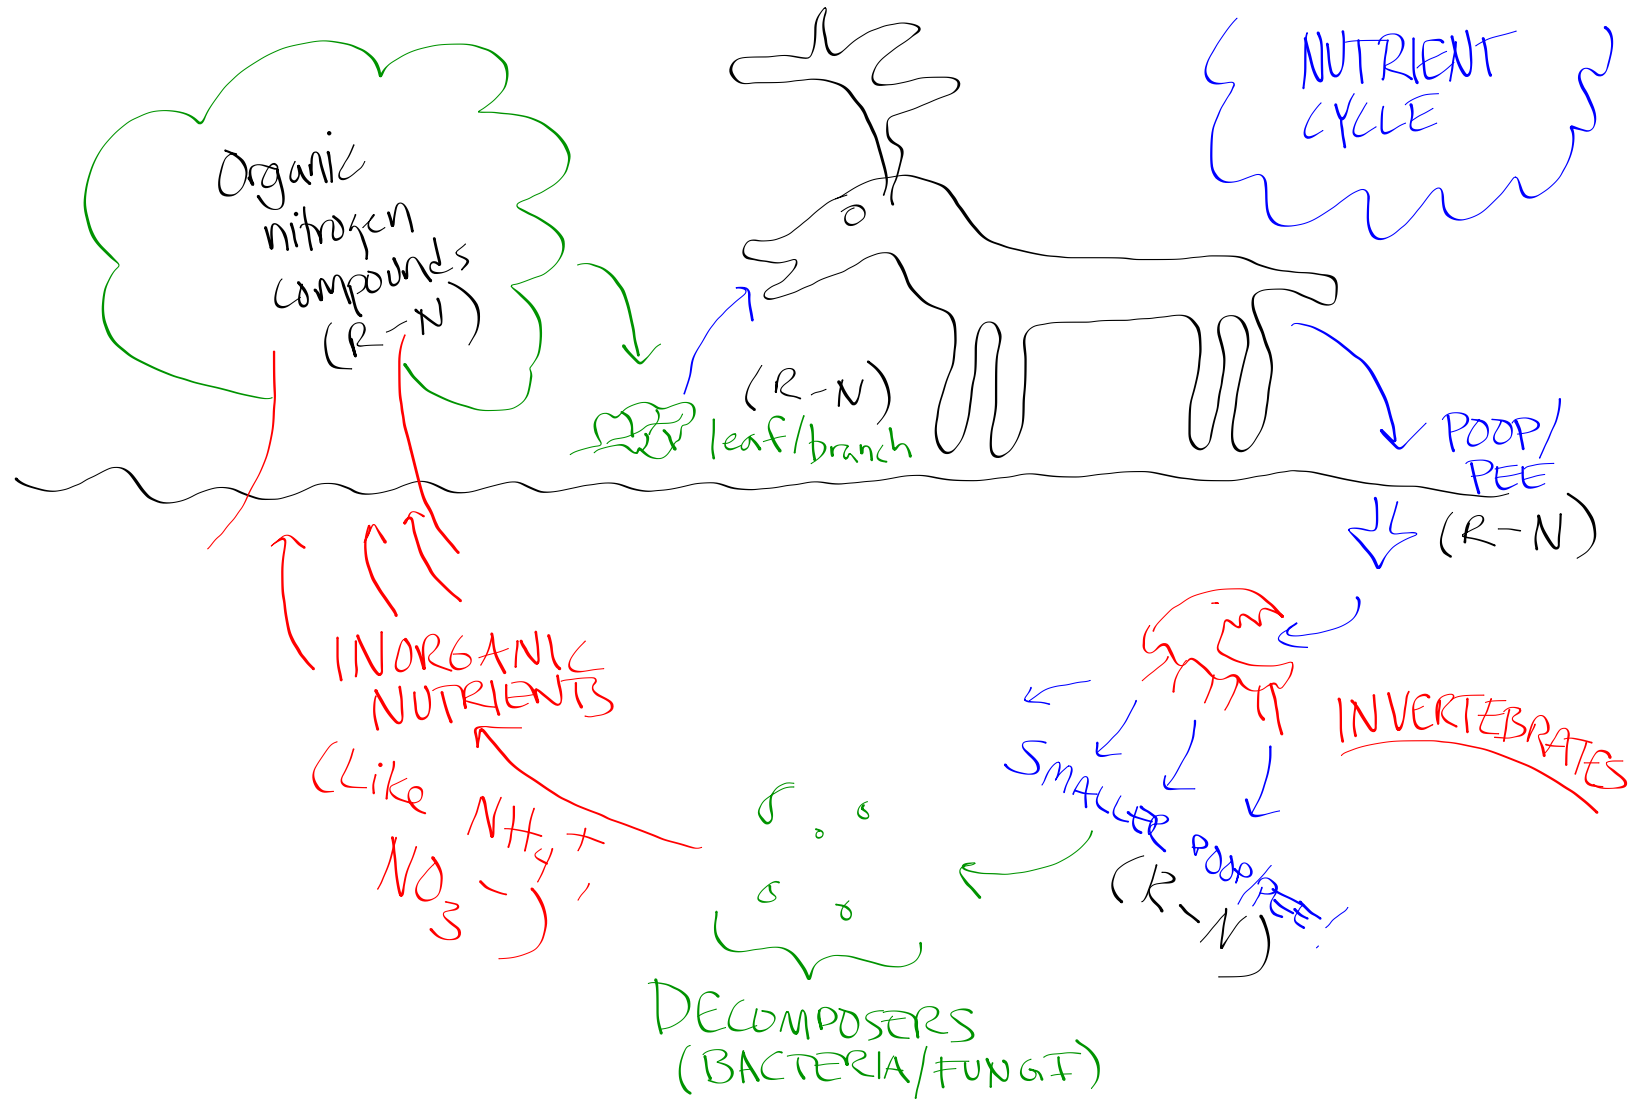 NUTRIENT
CYCLE
Organic
nitrogen
compounds
(R-N)
(R-N)
leaf/branch
POOP/
PEE
(R-N)
INVERTEBRATES
SMALLER POOP/PEE!
(R-N)
DECOMPOSERS
(BACTERIA/FUNGI)
INORGANIC
NUTRIENTS
(Like NH4+,
NO3-)